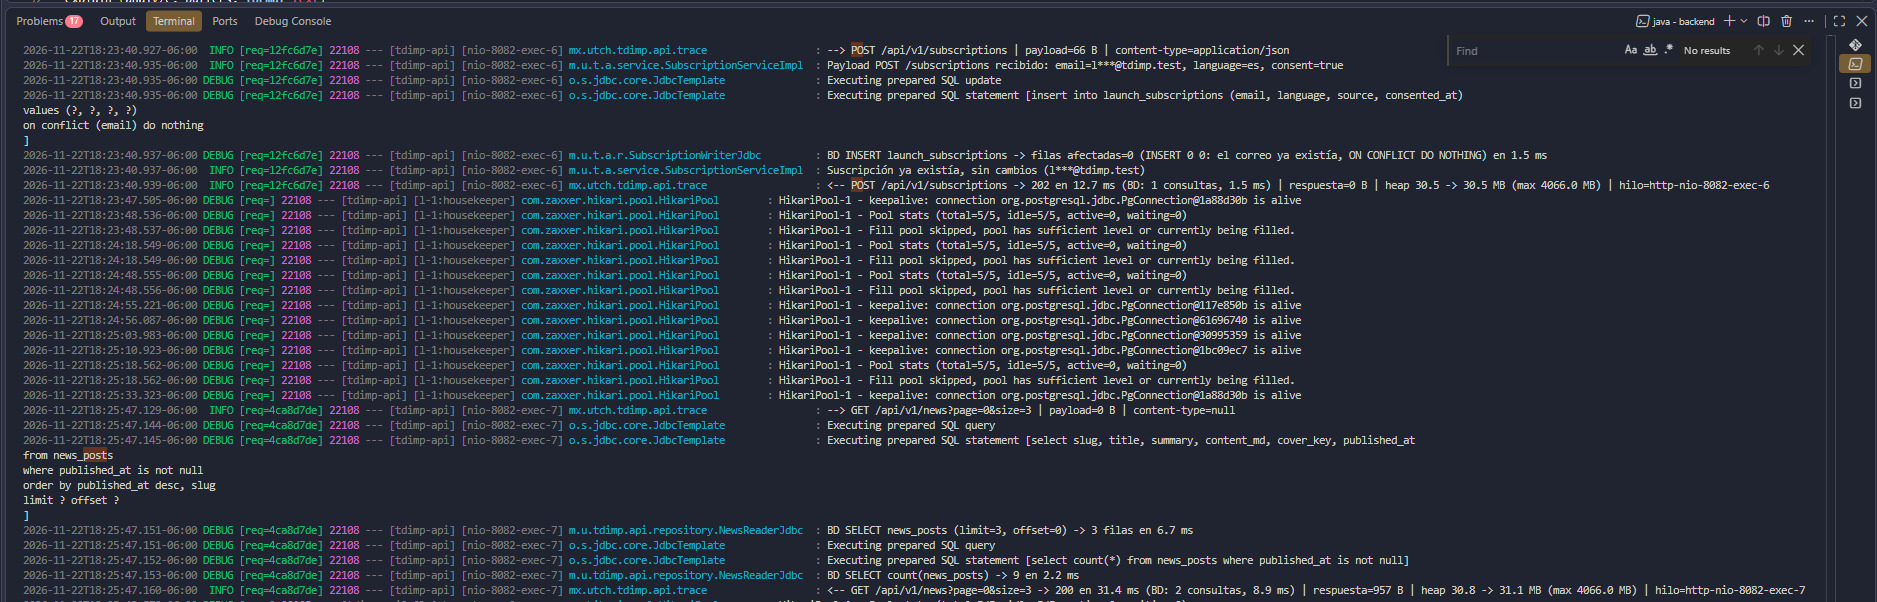 Problems 17 Output Terminal Ports Debug Console java - backend
Find Aa ab .* No results
2026-11-22T18:23:40.927-06:00  INFO [req=12fc6d7e] 22108 --- [tdimp-api] [nio-8082-exec-6] mx.utch.tdimp.api.trace : --> POST /api/v1/subscriptions | payload=66 B | content-type=application/json
2026-11-22T18:23:40.935-06:00  INFO [req=12fc6d7e] 22108 --- [tdimp-api] [nio-8082-exec-6] m.u.t.a.service.SubscriptionServiceImpl : Payload POST /subscriptions recibido: email=l***@tdimp.test, language=es, consent=true
2026-11-22T18:23:40.935-06:00 DEBUG [req=12fc6d7e] 22108 --- [tdimp-api] [nio-8082-exec-6] o.s.jdbc.core.JdbcTemplate : Executing prepared SQL update
2026-11-22T18:23:40.935-06:00 DEBUG [req=12fc6d7e] 22108 --- [tdimp-api] [nio-8082-exec-6] o.s.jdbc.core.JdbcTemplate : Executing prepared SQL statement [insert into launch_subscriptions (email, language, source, consented_at)
values (?, ?, ?, ?)
on conflict (email) do nothing
]
2026-11-22T18:23:40.937-06:00 DEBUG [req=12fc6d7e] 22108 --- [tdimp-api] [nio-8082-exec-6] m.u.t.a.r.SubscriptionWriterJdbc : BD INSERT launch_subscriptions -> filas afectadas=0 (INSERT 0 0: el correo ya existía, ON CONFLICT DO NOTHING) en 1.5 ms
2026-11-22T18:23:40.937-06:00 DEBUG [req=12fc6d7e] 22108 --- [tdimp-api] [nio-8082-exec-6] m.u.t.a.service.SubscriptionServiceImpl : Suscripción ya existía, sin cambios (l***@tdimp.test)
2026-11-22T18:23:40.939-06:00  INFO [req=12fc6d7e] 22108 --- [tdimp-api] [nio-8082-exec-6] mx.utch.tdimp.api.trace : <-- POST /api/v1/subscriptions -> 202 en 12.7 ms (BD: 1 consultas, 1.5 ms) | respuesta=0 B | heap 30.5 -> 30.5 MB (max 4066.0 MB) | hilo=http-nio-8082-exec-6
2026-11-22T18:23:47.505-06:00 DEBUG [req=] 22108 --- [tdimp-api] [l-1:housekeeper] com.zaxxer.hikari.pool.HikariPool : HikariPool-1 - keepalive: connection org.postgresql.jdbc.PgConnection@1a88d30b is alive
2026-11-22T18:23:48.536-06:00 DEBUG [req=] 22108 --- [tdimp-api] [l-1:housekeeper] com.zaxxer.hikari.pool.HikariPool : HikariPool-1 - Pool stats (total=5/5, idle=5/5, active=0, waiting=0)
2026-11-22T18:23:48.537-06:00 DEBUG [req=] 22108 --- [tdimp-api] [l-1:housekeeper] com.zaxxer.hikari.pool.HikariPool : HikariPool-1 - Fill pool skipped, pool has sufficient level or currently being filled.
2026-11-22T18:24:18.549-06:00 DEBUG [req=] 22108 --- [tdimp-api] [l-1:housekeeper] com.zaxxer.hikari.pool.HikariPool : HikariPool-1 - Pool stats (total=5/5, idle=5/5, active=0, waiting=0)
2026-11-22T18:24:18.549-06:00 DEBUG [req=] 22108 --- [tdimp-api] [l-1:housekeeper] com.zaxxer.hikari.pool.HikariPool : HikariPool-1 - Fill pool skipped, pool has sufficient level or currently being filled.
2026-11-22T18:24:48.555-06:00 DEBUG [req=] 22108 --- [tdimp-api] [l-1:housekeeper] com.zaxxer.hikari.pool.HikariPool : HikariPool-1 - Pool stats (total=5/5, idle=5/5, active=0, waiting=0)
2026-11-22T18:24:48.556-06:00 DEBUG [req=] 22108 --- [tdimp-api] [l-1:housekeeper] com.zaxxer.hikari.pool.HikariPool : HikariPool-1 - Fill pool skipped, pool has sufficient level or currently being filled.
2026-11-22T18:24:55.221-06:00 DEBUG [req=] 22108 --- [tdimp-api] [l-1:housekeeper] com.zaxxer.hikari.pool.HikariPool : HikariPool-1 - keepalive: connection org.postgresql.jdbc.PgConnection@117e850b is alive
2026-11-22T18:24:56.087-06:00 DEBUG [req=] 22108 --- [tdimp-api] [l-1:housekeeper] com.zaxxer.hikari.pool.HikariPool : HikariPool-1 - keepalive: connection org.postgresql.jdbc.PgConnection@61696740 is alive
2026-11-22T18:25:03.983-06:00 DEBUG [req=] 22108 --- [tdimp-api] [l-1:housekeeper] com.zaxxer.hikari.pool.HikariPool : HikariPool-1 - keepalive: connection org.postgresql.jdbc.PgConnection@30995359 is alive
2026-11-22T18:25:10.923-06:00 DEBUG [req=] 22108 --- [tdimp-api] [l-1:housekeeper] com.zaxxer.hikari.pool.HikariPool : HikariPool-1 - keepalive: connection org.postgresql.jdbc.PgConnection@1bc09ec7 is alive
2026-11-22T18:25:18.562-06:00 DEBUG [req=] 22108 --- [tdimp-api] [l-1:housekeeper] com.zaxxer.hikari.pool.HikariPool : HikariPool-1 - Pool stats (total=5/5, idle=5/5, active=0, waiting=0)
2026-11-22T18:25:18.562-06:00 DEBUG [req=] 22108 --- [tdimp-api] [l-1:housekeeper] com.zaxxer.hikari.pool.HikariPool : HikariPool-1 - Fill pool skipped, pool has sufficient level or currently being filled.
2026-11-22T18:25:33.323-06:00 DEBUG [req=] 22108 --- [tdimp-api] [l-1:housekeeper] com.zaxxer.hikari.pool.HikariPool : HikariPool-1 - keepalive: connection org.postgresql.jdbc.PgConnection@1a88d30b is alive
2026-11-22T18:25:47.129-06:00  INFO [req=4ca8d7de] 22108 --- [tdimp-api] [nio-8082-exec-7] mx.utch.tdimp.api.trace : --> GET /api/v1/news?page=0&size=3 | payload=0 B | content-type=null
2026-11-22T18:25:47.144-06:00 DEBUG [req=4ca8d7de] 22108 --- [tdimp-api] [nio-8082-exec-7] o.s.jdbc.core.JdbcTemplate : Executing prepared SQL query
2026-11-22T18:25:47.145-06:00 DEBUG [req=4ca8d7de] 22108 --- [tdimp-api] [nio-8082-exec-7] o.s.jdbc.core.JdbcTemplate : Executing prepared SQL statement [select slug, title, summary, content_md, cover_key, published_at
from news_posts
where published_at is not null
order by published_at desc, slug
limit ? offset ?
]
2026-11-22T18:25:47.151-06:00 DEBUG [req=4ca8d7de] 22108 --- [tdimp-api] [nio-8082-exec-7] m.u.tdimp.api.repository.NewsReaderJdbc : BD SELECT news_posts (limit=3, offset=0) -> 3 filas en 6.7 ms
2026-11-22T18:25:47.151-06:00 DEBUG [req=4ca8d7de] 22108 --- [tdimp-api] [nio-8082-exec-7] o.s.jdbc.core.JdbcTemplate : Executing prepared SQL query
2026-11-22T18:25:47.152-06:00 DEBUG [req=4ca8d7de] 22108 --- [tdimp-api] [nio-8082-exec-7] o.s.jdbc.core.JdbcTemplate : Executing prepared SQL statement [select count(*) from news_posts where published_at is not null]
2026-11-22T18:25:47.153-06:00 DEBUG [req=4ca8d7de] 22108 --- [tdimp-api] [nio-8082-exec-7] m.u.tdimp.api.repository.NewsReaderJdbc : BD SELECT count(news_posts) -> 9 en 2.2 ms
2026-11-22T18:25:47.160-06:00  INFO [req=4ca8d7de] 22108 --- [tdimp-api] [nio-8082-exec-7] mx.utch.tdimp.api.trace : <-- GET /api/v1/news?page=0&size=3 -> 200 en 31.4 ms (BD: 2 consultas, 8.9 ms) | respuesta=957 B | heap 30.8 -> 31.1 MB (max 4066.0 MB) | hilo=http-nio-8082-exec-7